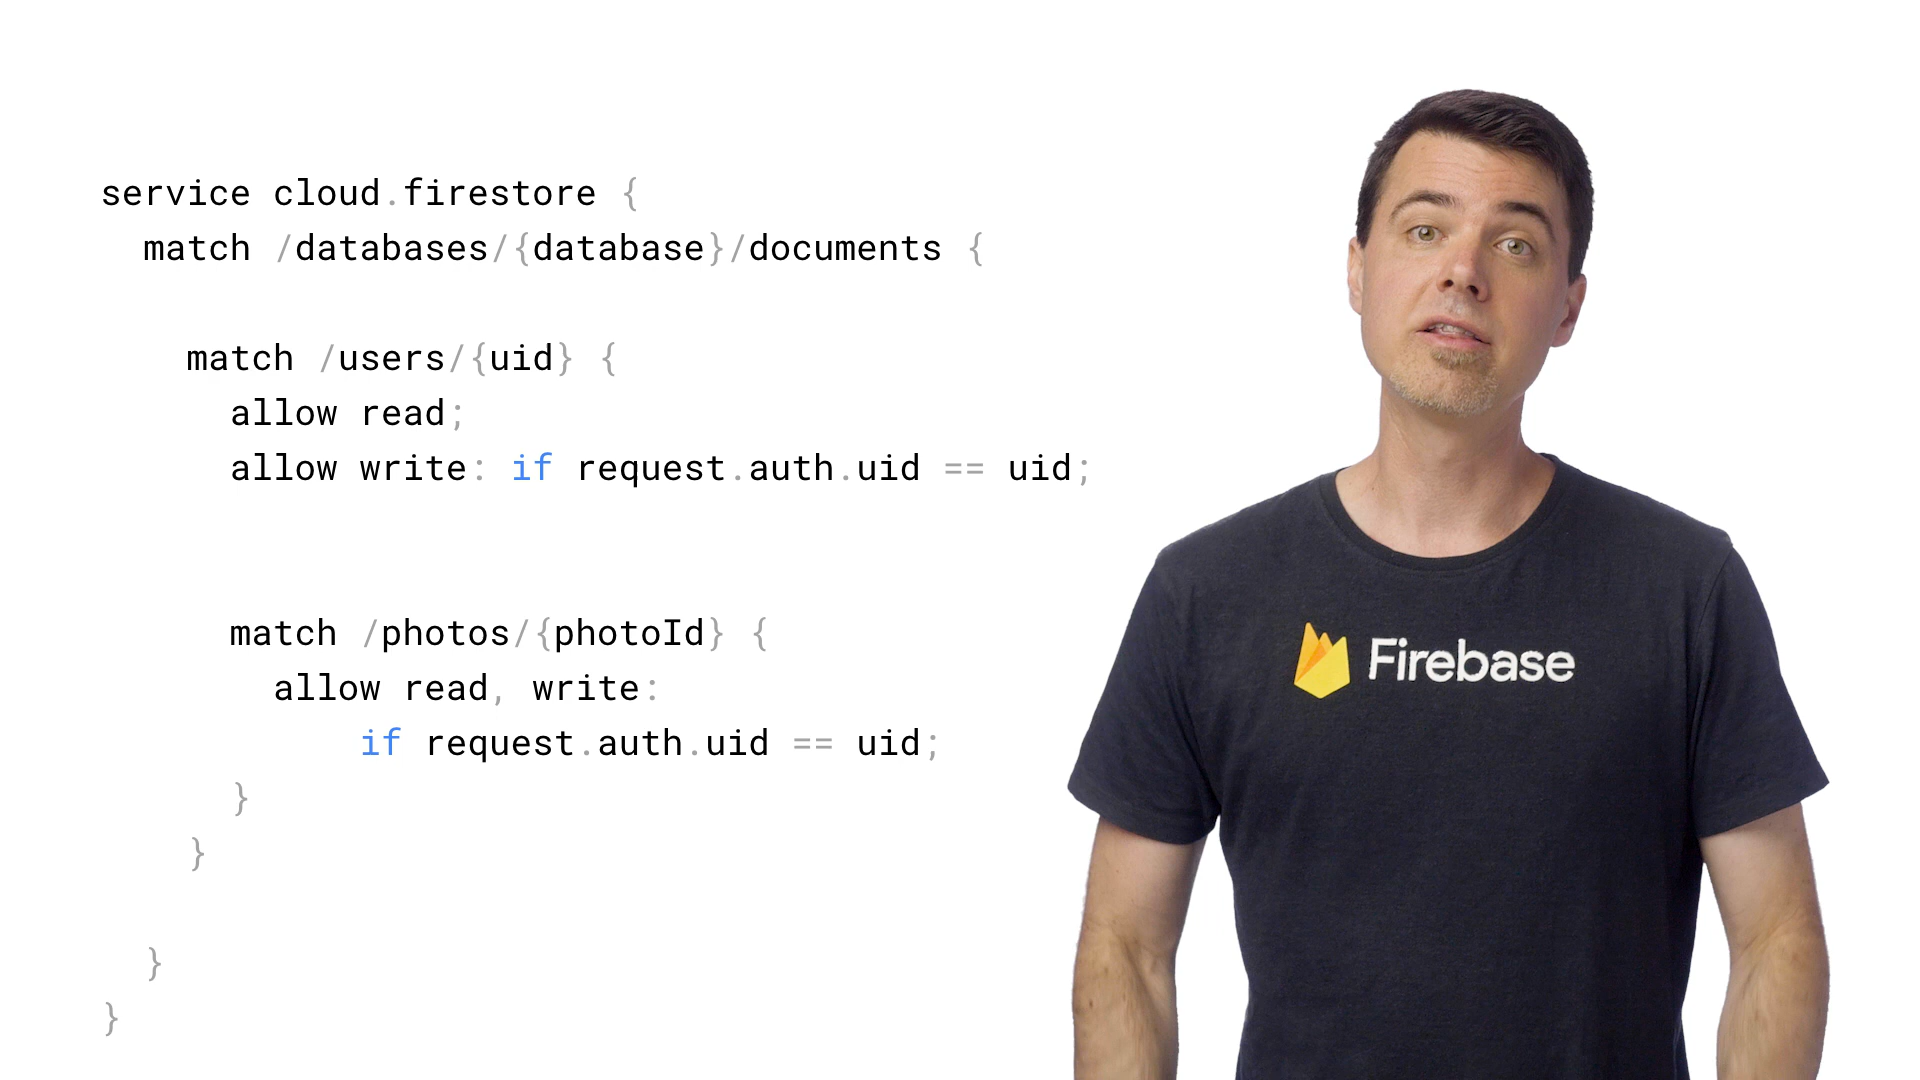 service cloud.firestore {
match /databases/{database}/documents {
match /users/{uid} {
allow read;
allow write: if request.auth.uid == uid;
match /photos/{photoId} {
allow read, write:
if request.auth.uid == uid;
}
}
}
}
Firebase